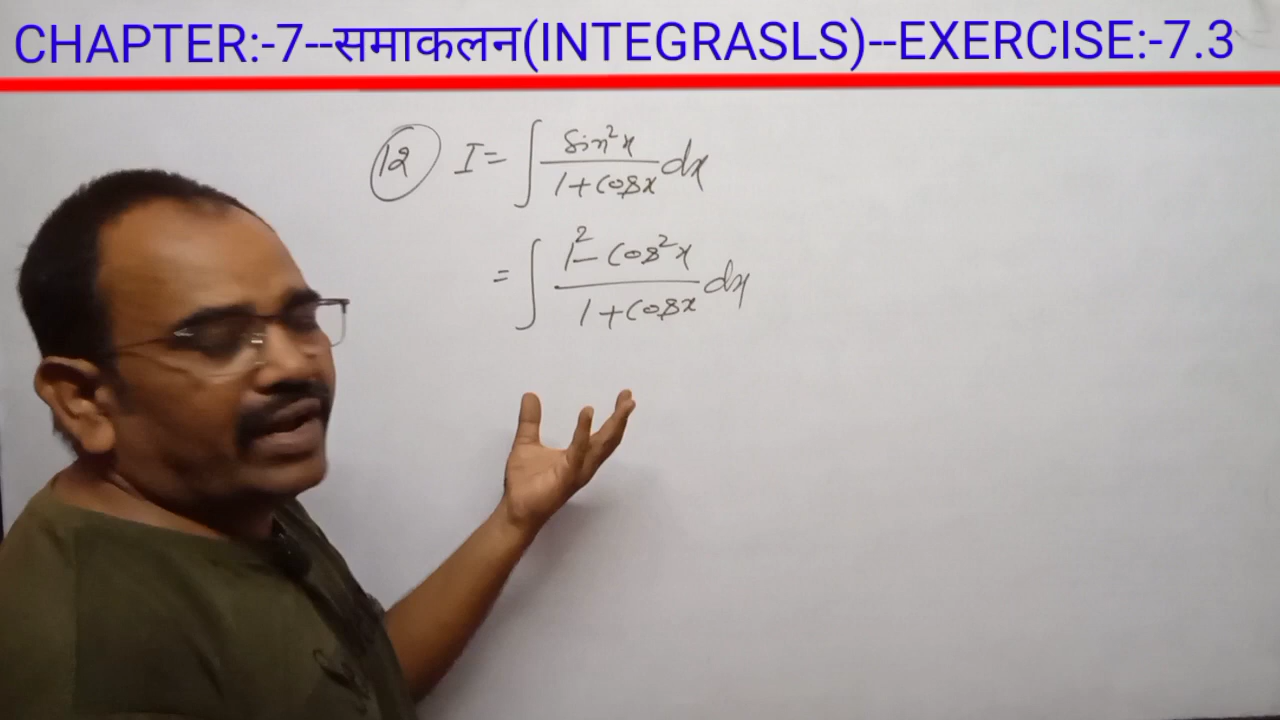 CHAPTER:-7--समाकलन(INTEGRASLS)--EXERCISE:-7.3
12 I = ∫ Sin²x / 1+Cosx dx
= ∫ 1² - Cos²x / 1+Cosx dx